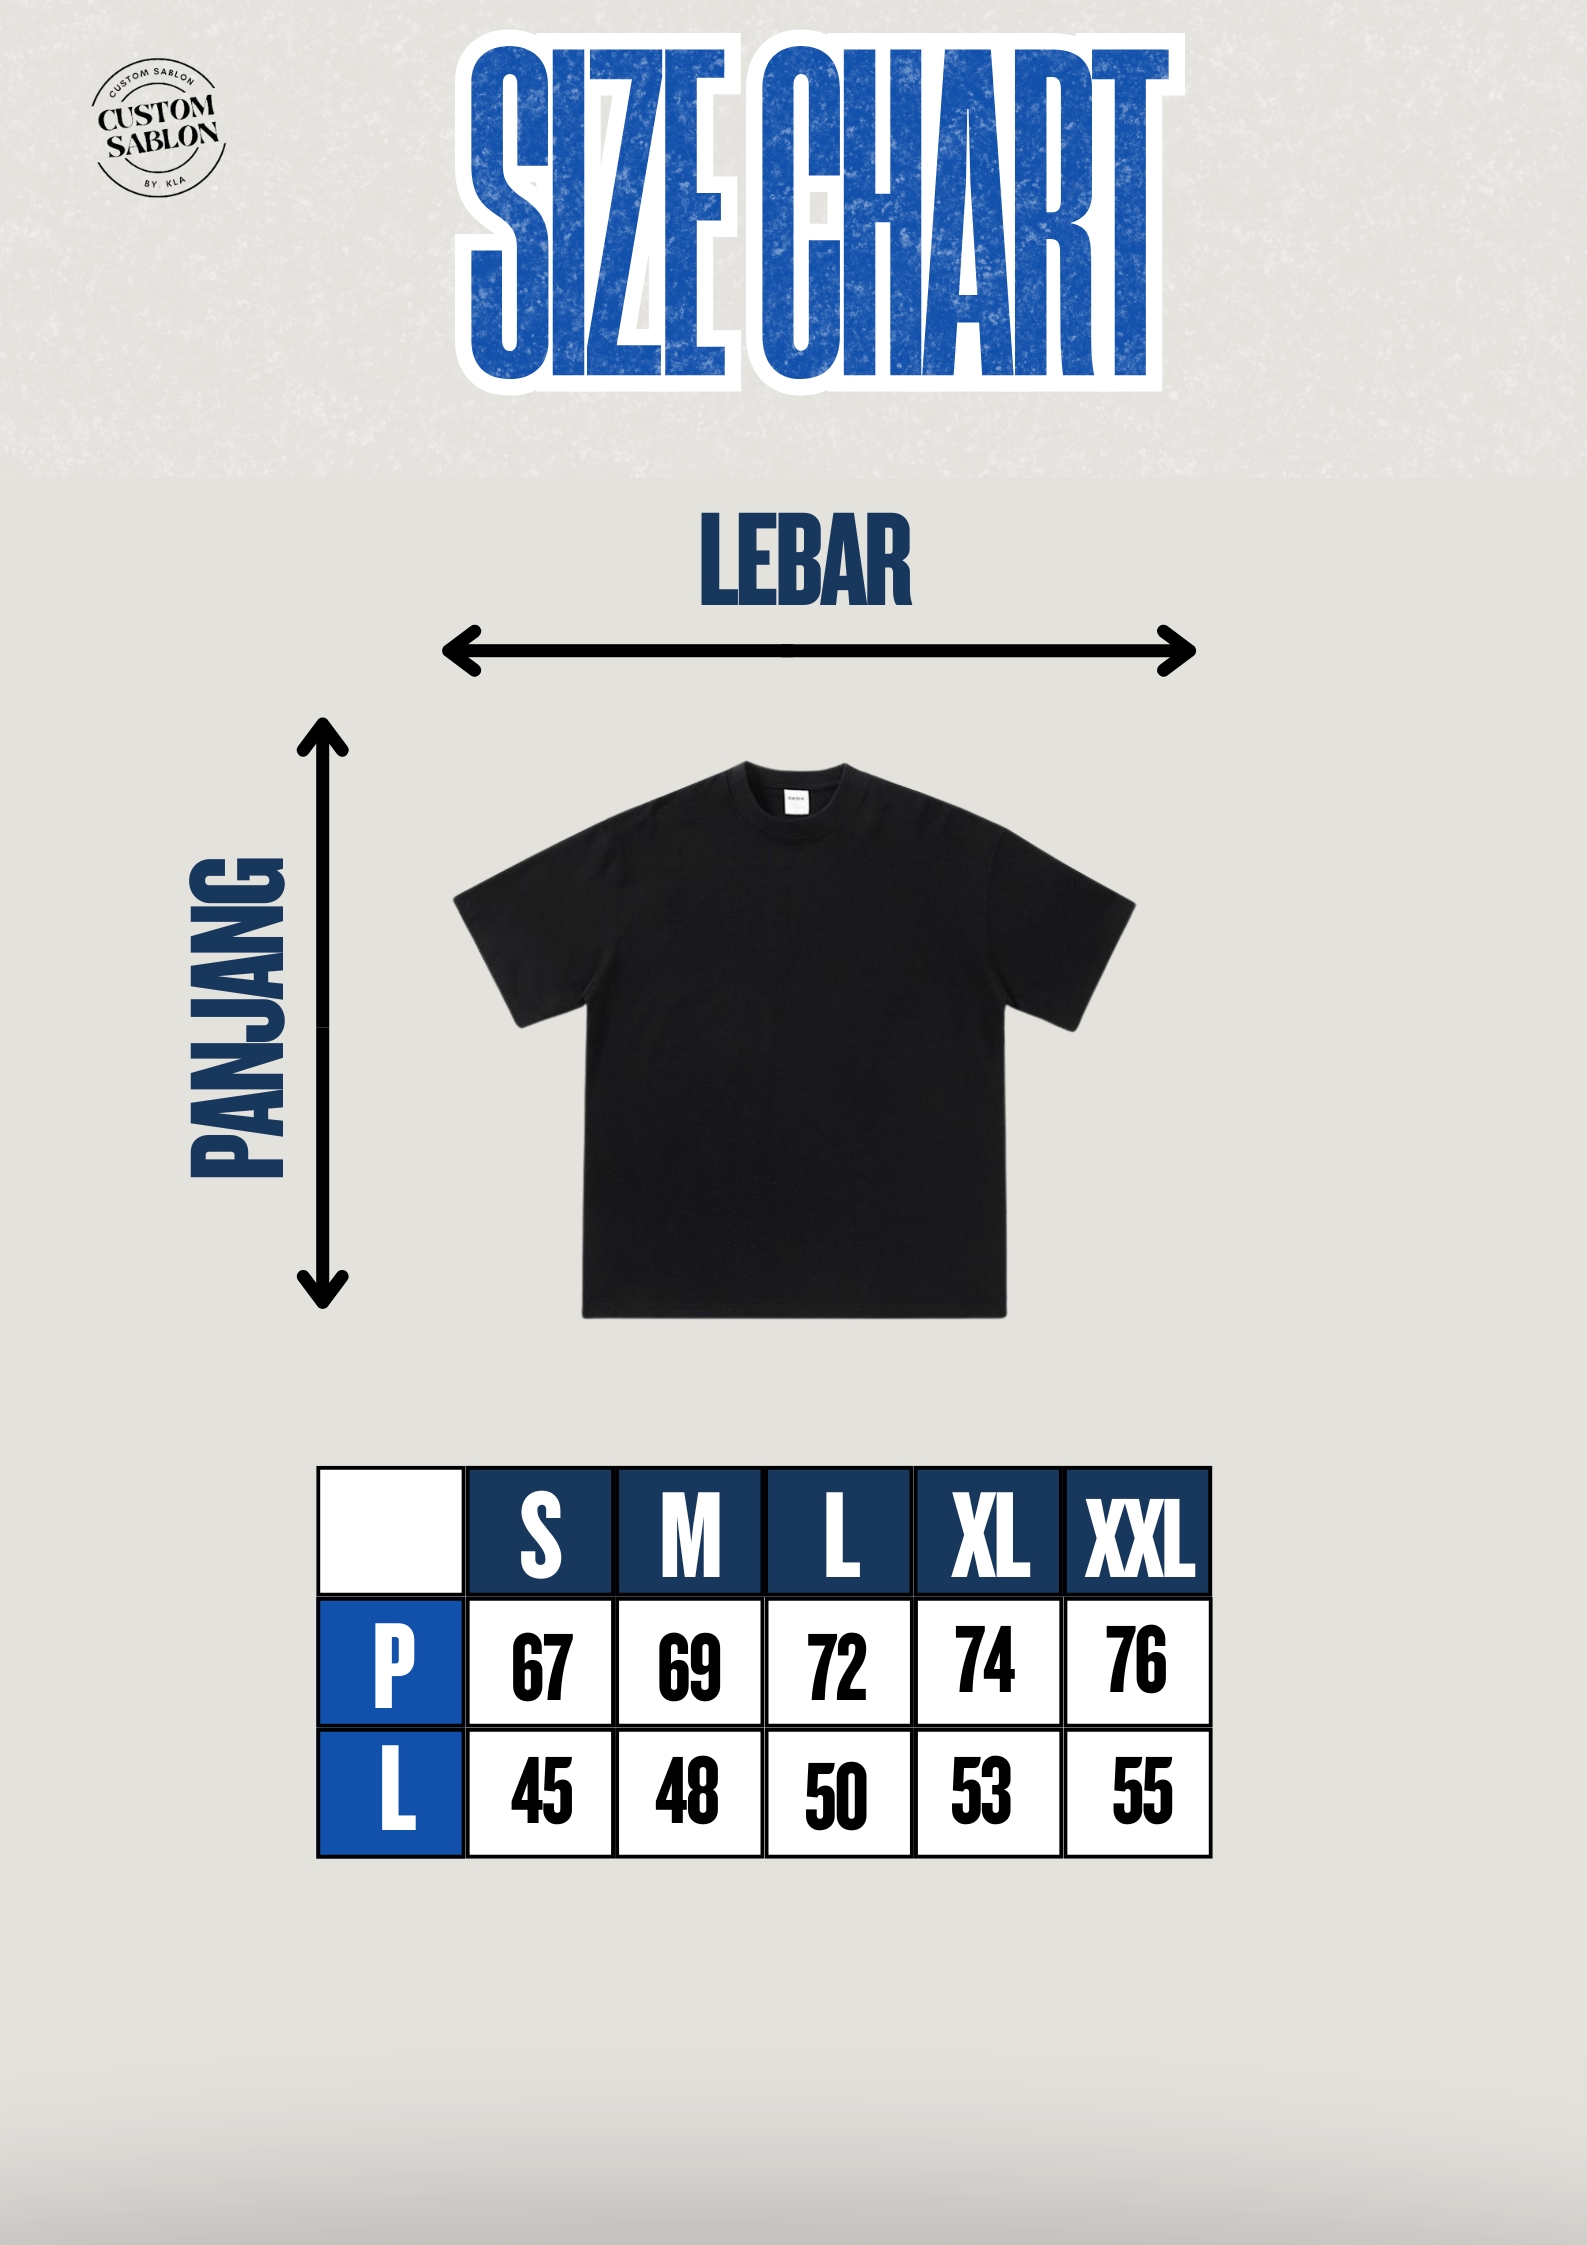 CUSTOM SABLON
CUSTOM
SABLON
BY. KLA
SIZE CHART
LEBAR
PANJANG
S M L XL XXL
P 67 69 72 74 76
L 45 48 50 53 55